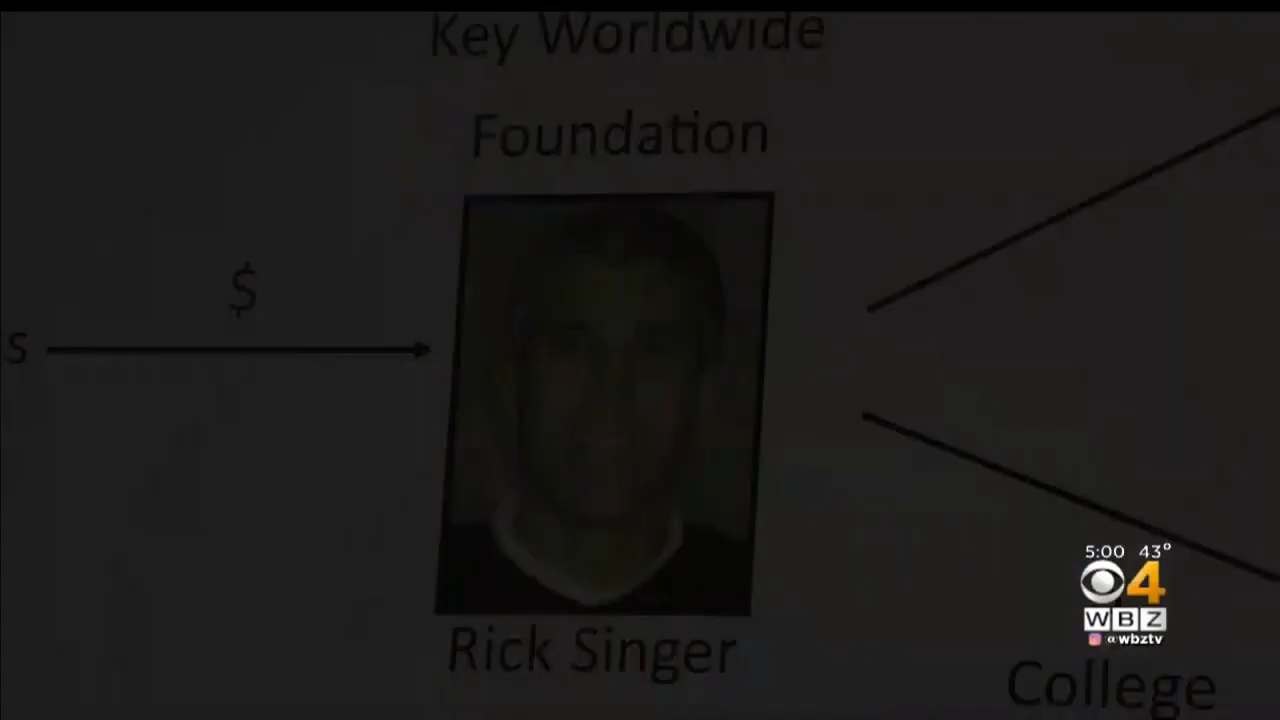 Key Worldwide
Foundation
$
s
Rick Singer
College
5:00 43°
4
WBZ
@wbztv